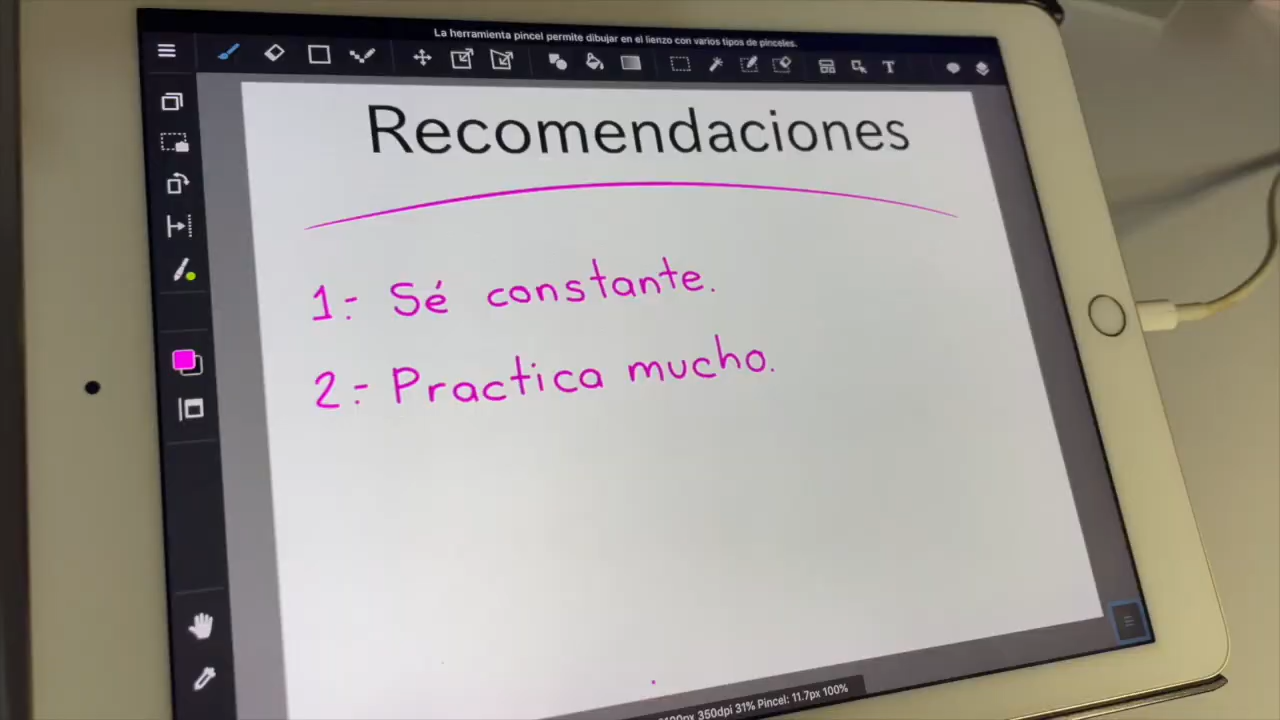 La herramienta pincel permite dibujar en el lienzo con varios tipos de pinceles.
T
Recomendaciones
1.- Sé constante.
2.- Practica mucho.
350dpi 31% Pincel: 11.7px 100%